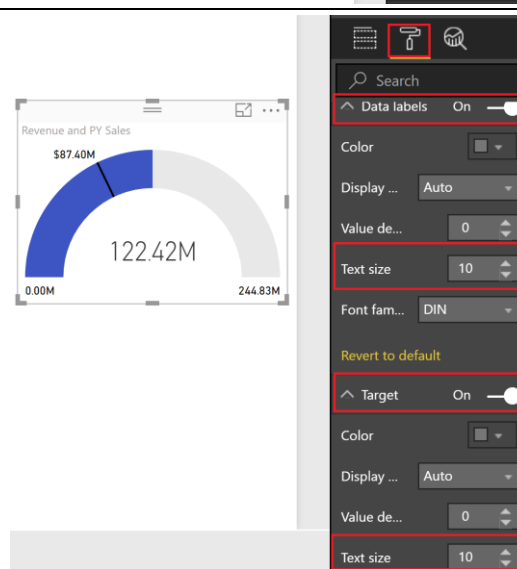 Revenue and PY Sales
$87.40M
122.42M
0.00M
244.83M
Search
Data labels On
Color
Display ... Auto
Value de... 0
Text size 10
Font fam... DIN
Revert to default
Target On
Color
Display ... Auto
Value de... 0
Text size 10